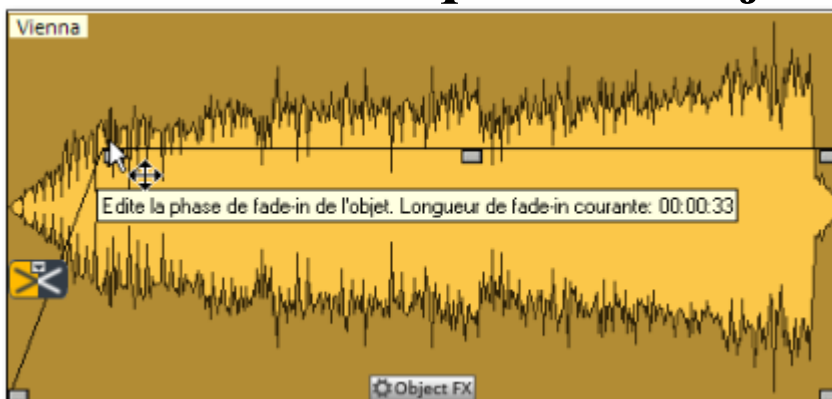 Vienna
Edite la phase de fade-in de l'objet. Longueur de fade-in courante: 00:00:33
Object FX